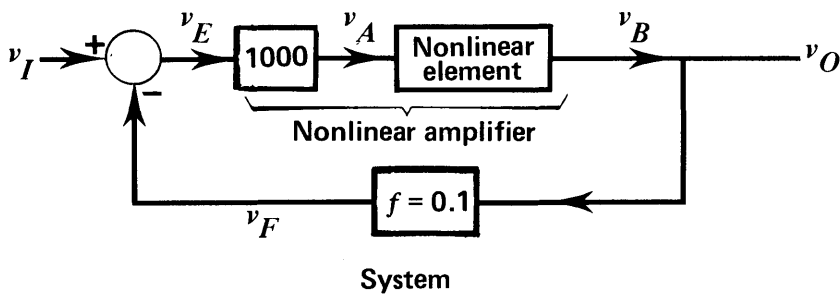 v_I
+
−
v_E
1000
v_A
Nonlinear
element
v_B
v_O
Nonlinear amplifier
f = 0.1
v_F
System